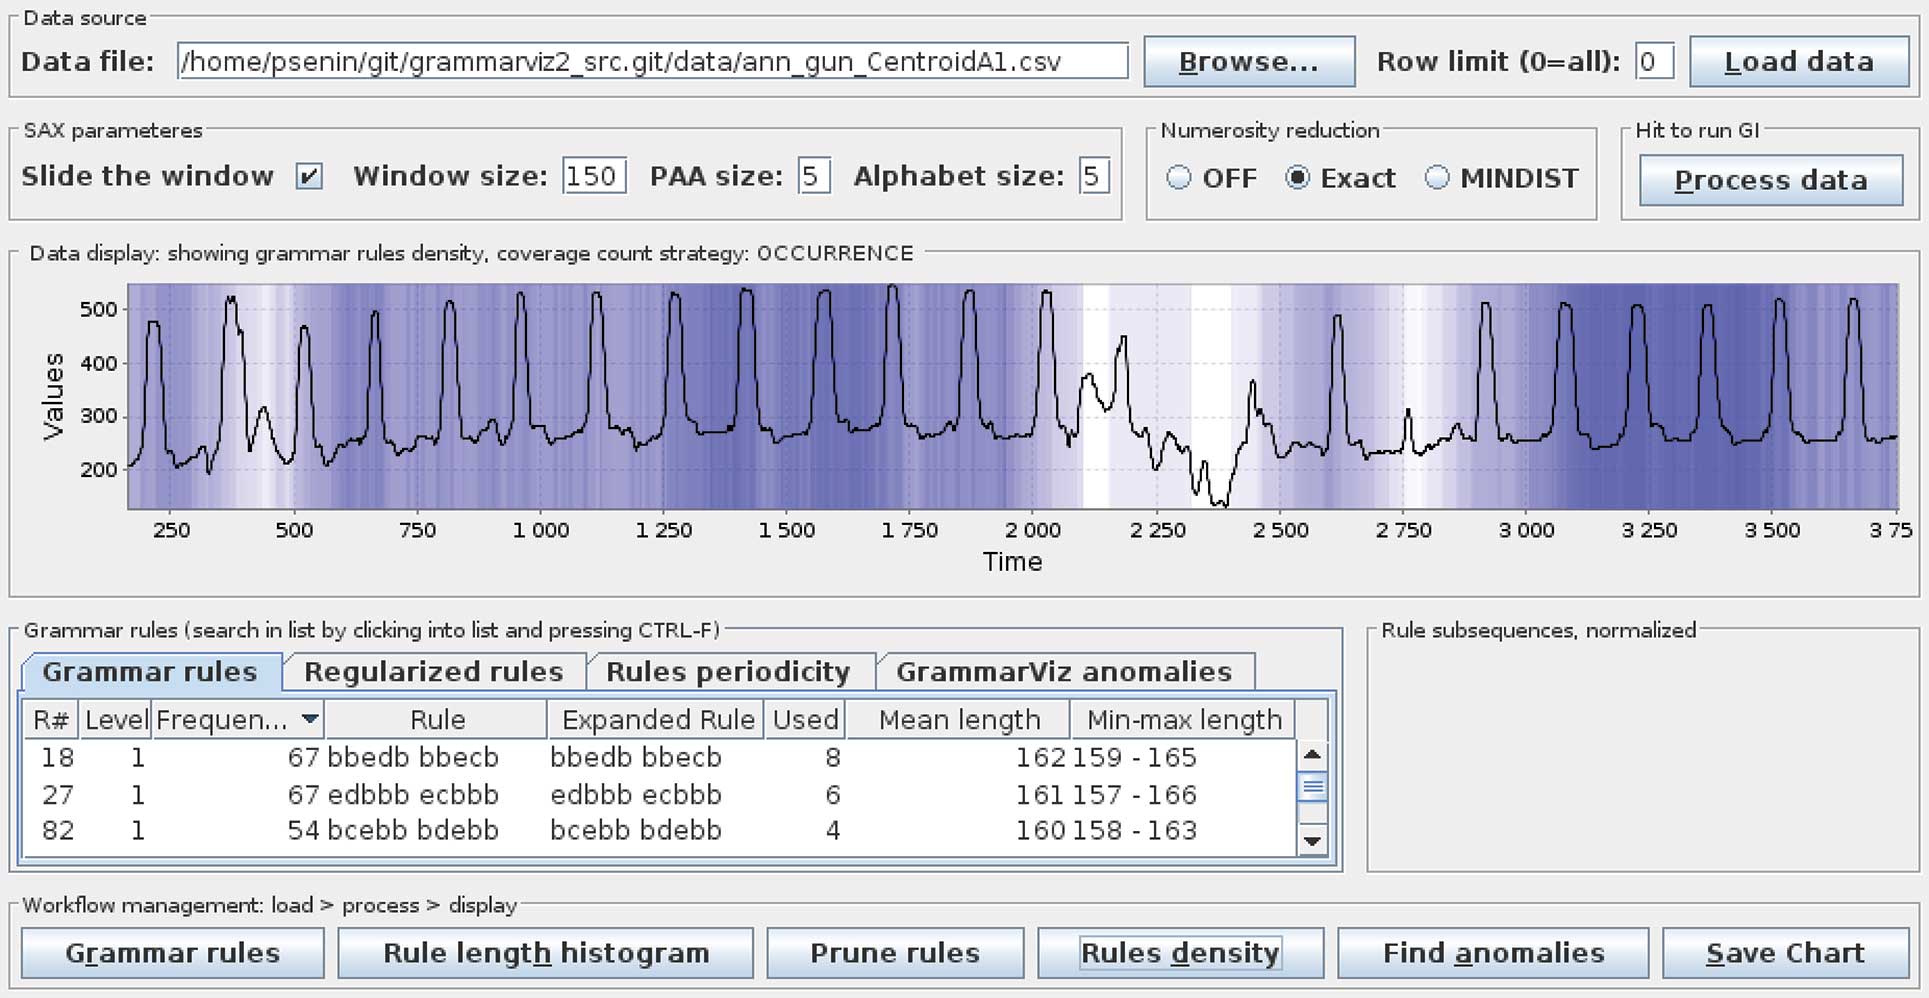 Data source
Data file: /home/psenin/git/grammarviz2_src.git/data/ann_gun_CentroidA1.csv Browse... Row limit (0=all): 0 Load data
SAX parameteres Numerosity reduction Hit to run GI
Slide the window Window size: 150 PAA size: 5 Alphabet size: 5 OFF Exact MINDIST Process data
Data display: showing grammar rules density, coverage count strategy: OCCURRENCE
Values
500
400
300
200
250 500 750 1 000 1 250 1 500 1 750 2 000 2 250 2 500 2 750 3 000 3 250 3 500 3 75
Time
Grammar rules (search in list by clicking into list and pressing CTRL-F) Rule subsequences, normalized
Grammar rules Regularized rules Rules periodicity GrammarViz anomalies
R# Level Frequen... Rule Expanded Rule Used Mean length Min-max length
18 1 67 bbedb bbecb bbedb bbecb 8 162 159 - 165
27 1 67 edbbb ecbbb edbbb ecbbb 6 161 157 - 166
82 1 54 bcebb bdebb bcebb bdebb 4 160 158 - 163
Workflow management: load > process > display
Grammar rules Rule length histogram Prune rules Rules density Find anomalies Save Chart